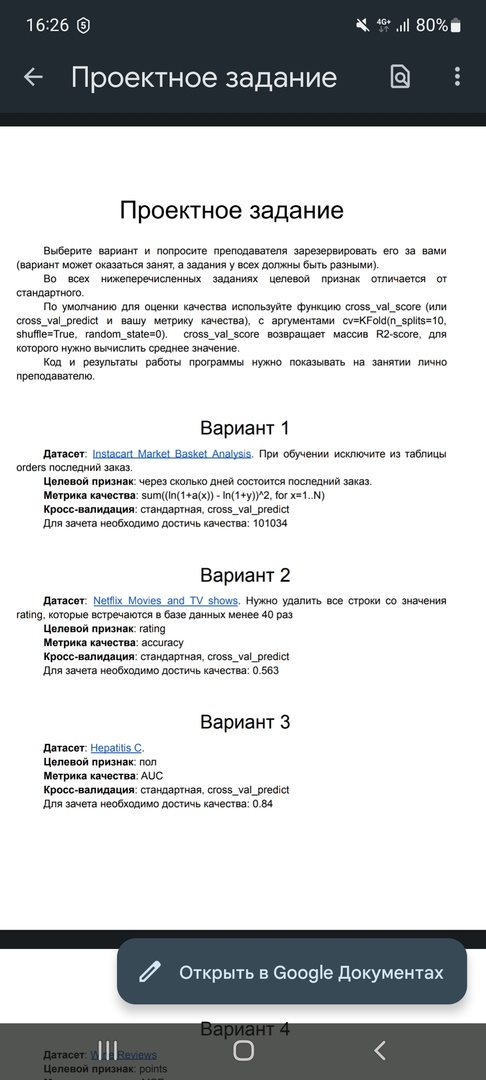 16:26 5 4G+ 80%
Проектное задание
Проектное задание
Выберите вариант и попросите преподавателя зарезервировать его за вами
(вариант может оказаться занят, а задания у всех должны быть разными).
Во всех нижеперечисленных заданиях целевой признак отличается от
стандартного.
По умолчанию для оценки качества используйте функцию cross_val_score (или
cross_val_predict и вашу метрику качества), с аргументами cv=KFold(n_splits=10,
shuffle=True, random_state=0). cross_val_score возвращает массив R2-score, для
которого нужно вычислить среднее значение.
Код и результаты работы программы нужно показывать на занятии лично
преподавателю.
Вариант 1
Датасет: Instacart Market Basket Analysis. При обучении исключите из таблицы
orders последний заказ.
Целевой признак: через сколько дней состоится последний заказ.
Метрика качества: sum((ln(1+a(x)) - ln(1+y))^2, for x=1..N)
Кросс-валидация: стандартная, cross_val_predict
Для зачета необходимо достичь качества: 101034
Вариант 2
Датасет: Netflix Movies and TV shows. Нужно удалить все строки со значения
rating, которые встречаются в базе данных менее 40 раз
Целевой признак: rating
Метрика качества: accuracy
Кросс-валидация: стандартная, cross_val_predict
Для зачета необходимо достичь качества: 0.563
Вариант 3
Датасет: Hepatitis C.
Целевой признак: пол
Метрика качества: AUC
Кросс-валидация: стандартная, cross_val_predict
Для зачета необходимо достичь качества: 0.84
Открыть в Google Документах
Вариант 4
Датасет: Wine Reviews
Целевой признак: points